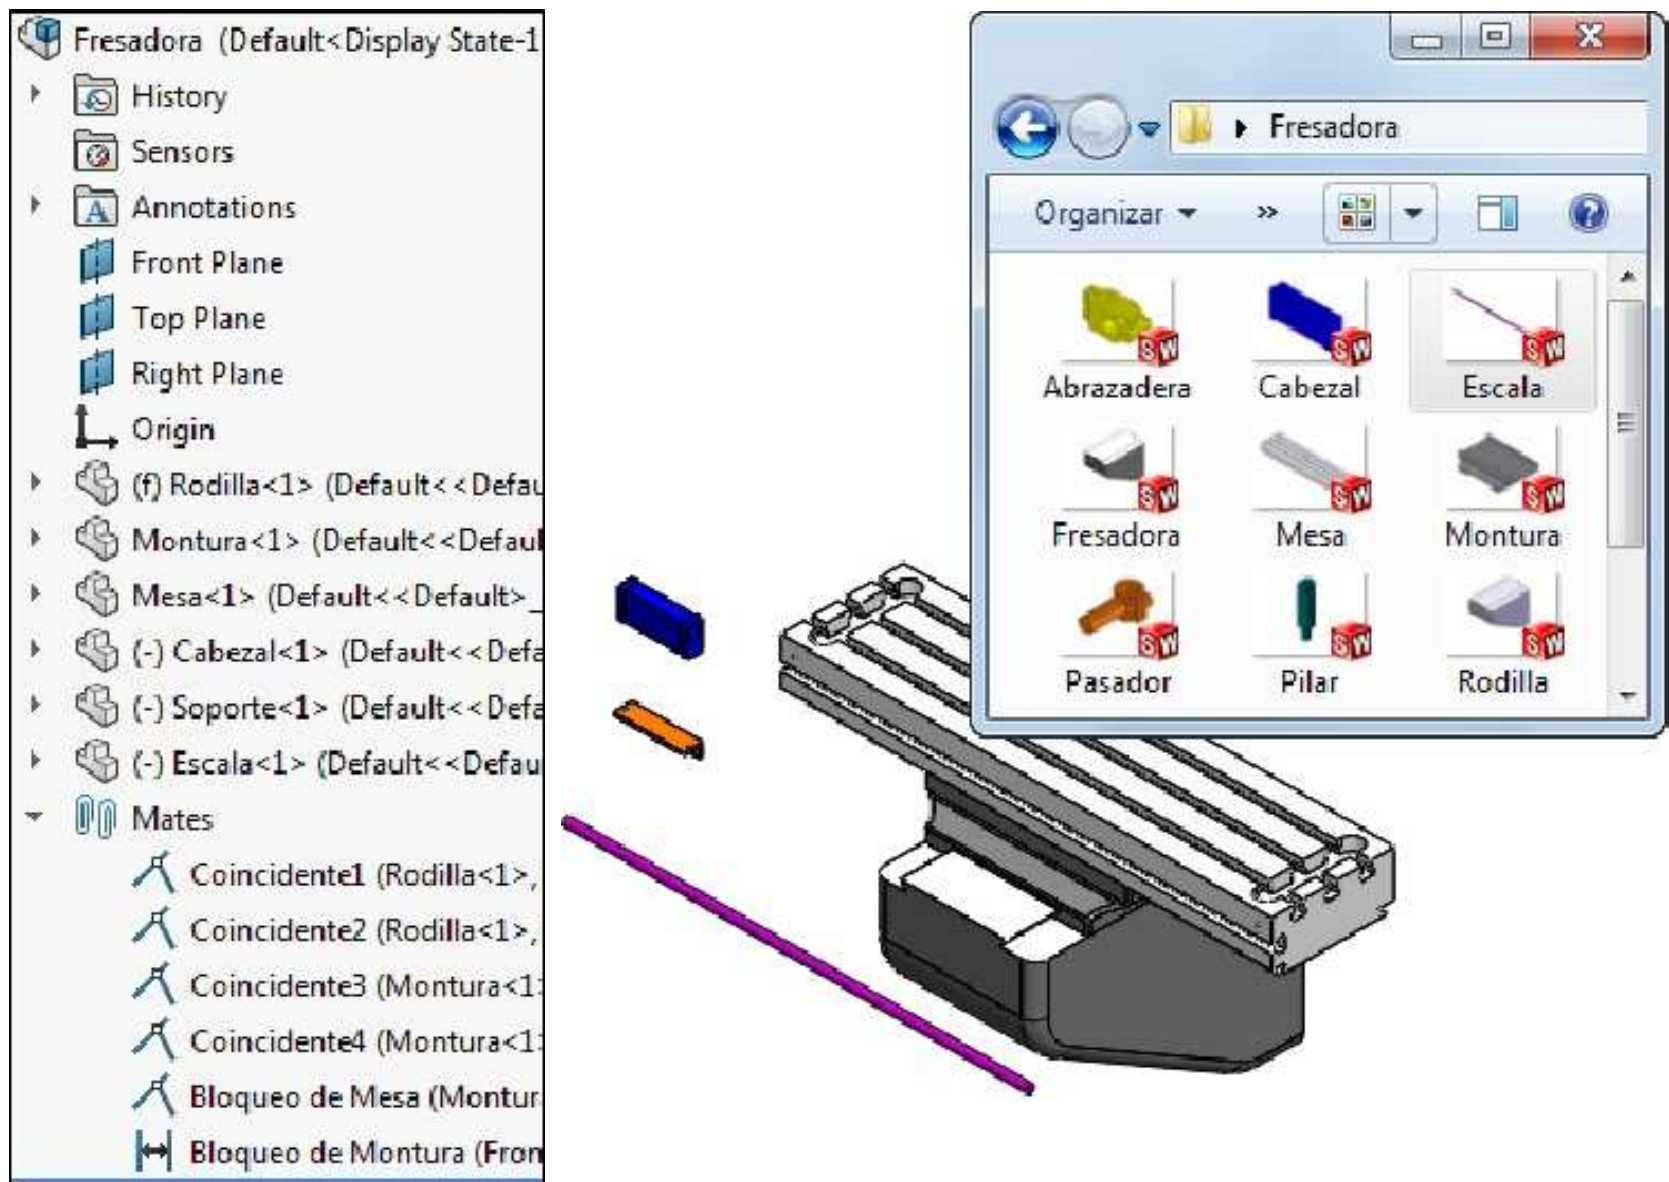 Fresadora (Default<Display State-1
History
Sensors
Annotations
Front Plane
Top Plane
Right Plane
Origin
(f) Rodilla<1> (Default<<Defau
Montura<1> (Default<<Defaul
Mesa<1> (Default<<Default>_
(-) Cabezal<1> (Default<<Defa
(-) Soporte<1> (Default<<Defa
(-) Escala<1> (Default<<Defau
Mates
Coincidente1 (Rodilla<1>,
Coincidente2 (Rodilla<1>,
Coincidente3 (Montura<1>
Coincidente4 (Montura<1>
Bloqueo de Mesa (Montur
Bloqueo de Montura (Fron
Fresadora
Organizar »
Abrazadera Cabezal Escala
Fresadora Mesa Montura
Pasador Pilar Rodilla